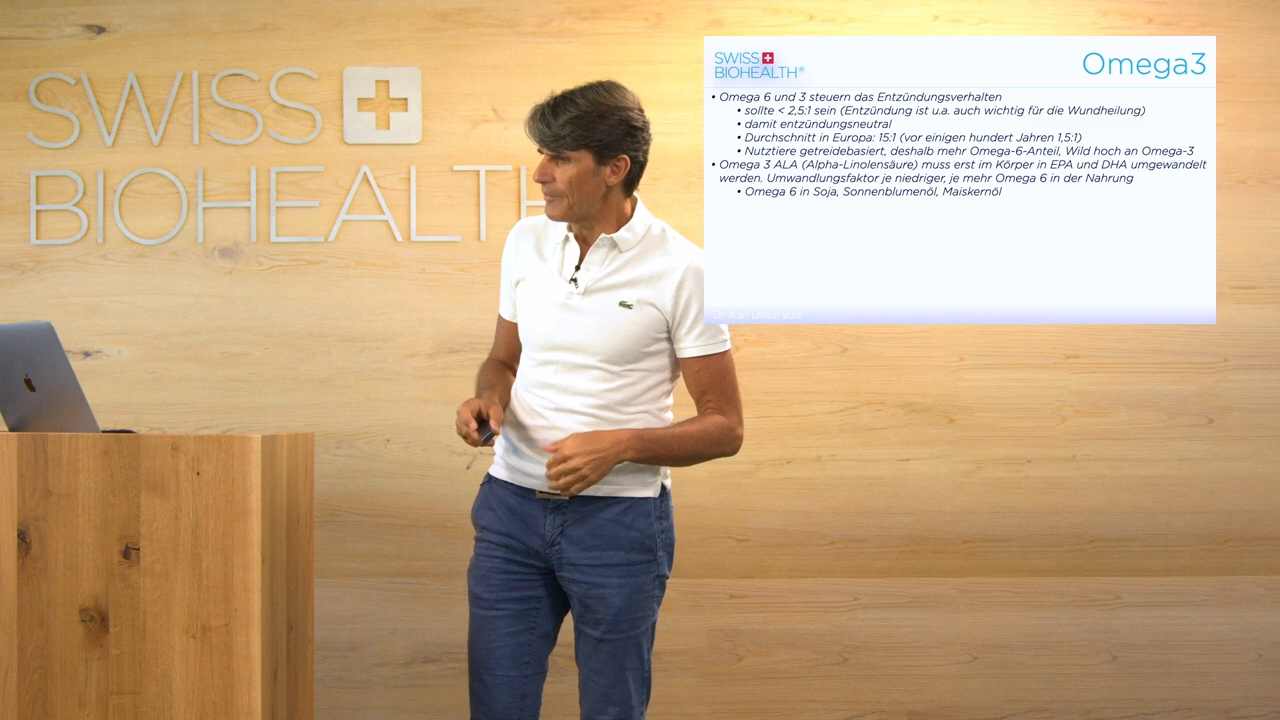 SWISS
BIOHEALTH
SWISS
BIOHEALTH®
Omega3
• Omega 6 und 3 steuern das Entzündungsverhalten
• sollte < 2,5:1 sein (Entzündung ist u.a. auch wichtig für die Wundheilung)
• damit entzündungsneutral
• Durchschnitt in Europa: 15:1 (vor einigen hundert Jahren 1,5:1)
• Nutztiere getreidebasiert, deshalb mehr Omega-6-Anteil, Wild hoch an Omega-3
• Omega 3 ALA (Alpha-Linolensäure) muss erst im Körper in EPA und DHA umgewandelt
werden. Umwandlungsfaktor je niedriger, je mehr Omega 6 in der Nahrung
• Omega 6 in Soja, Sonnenblumenöl, Maiskernöl
Dr. Karl Ulrich Volz